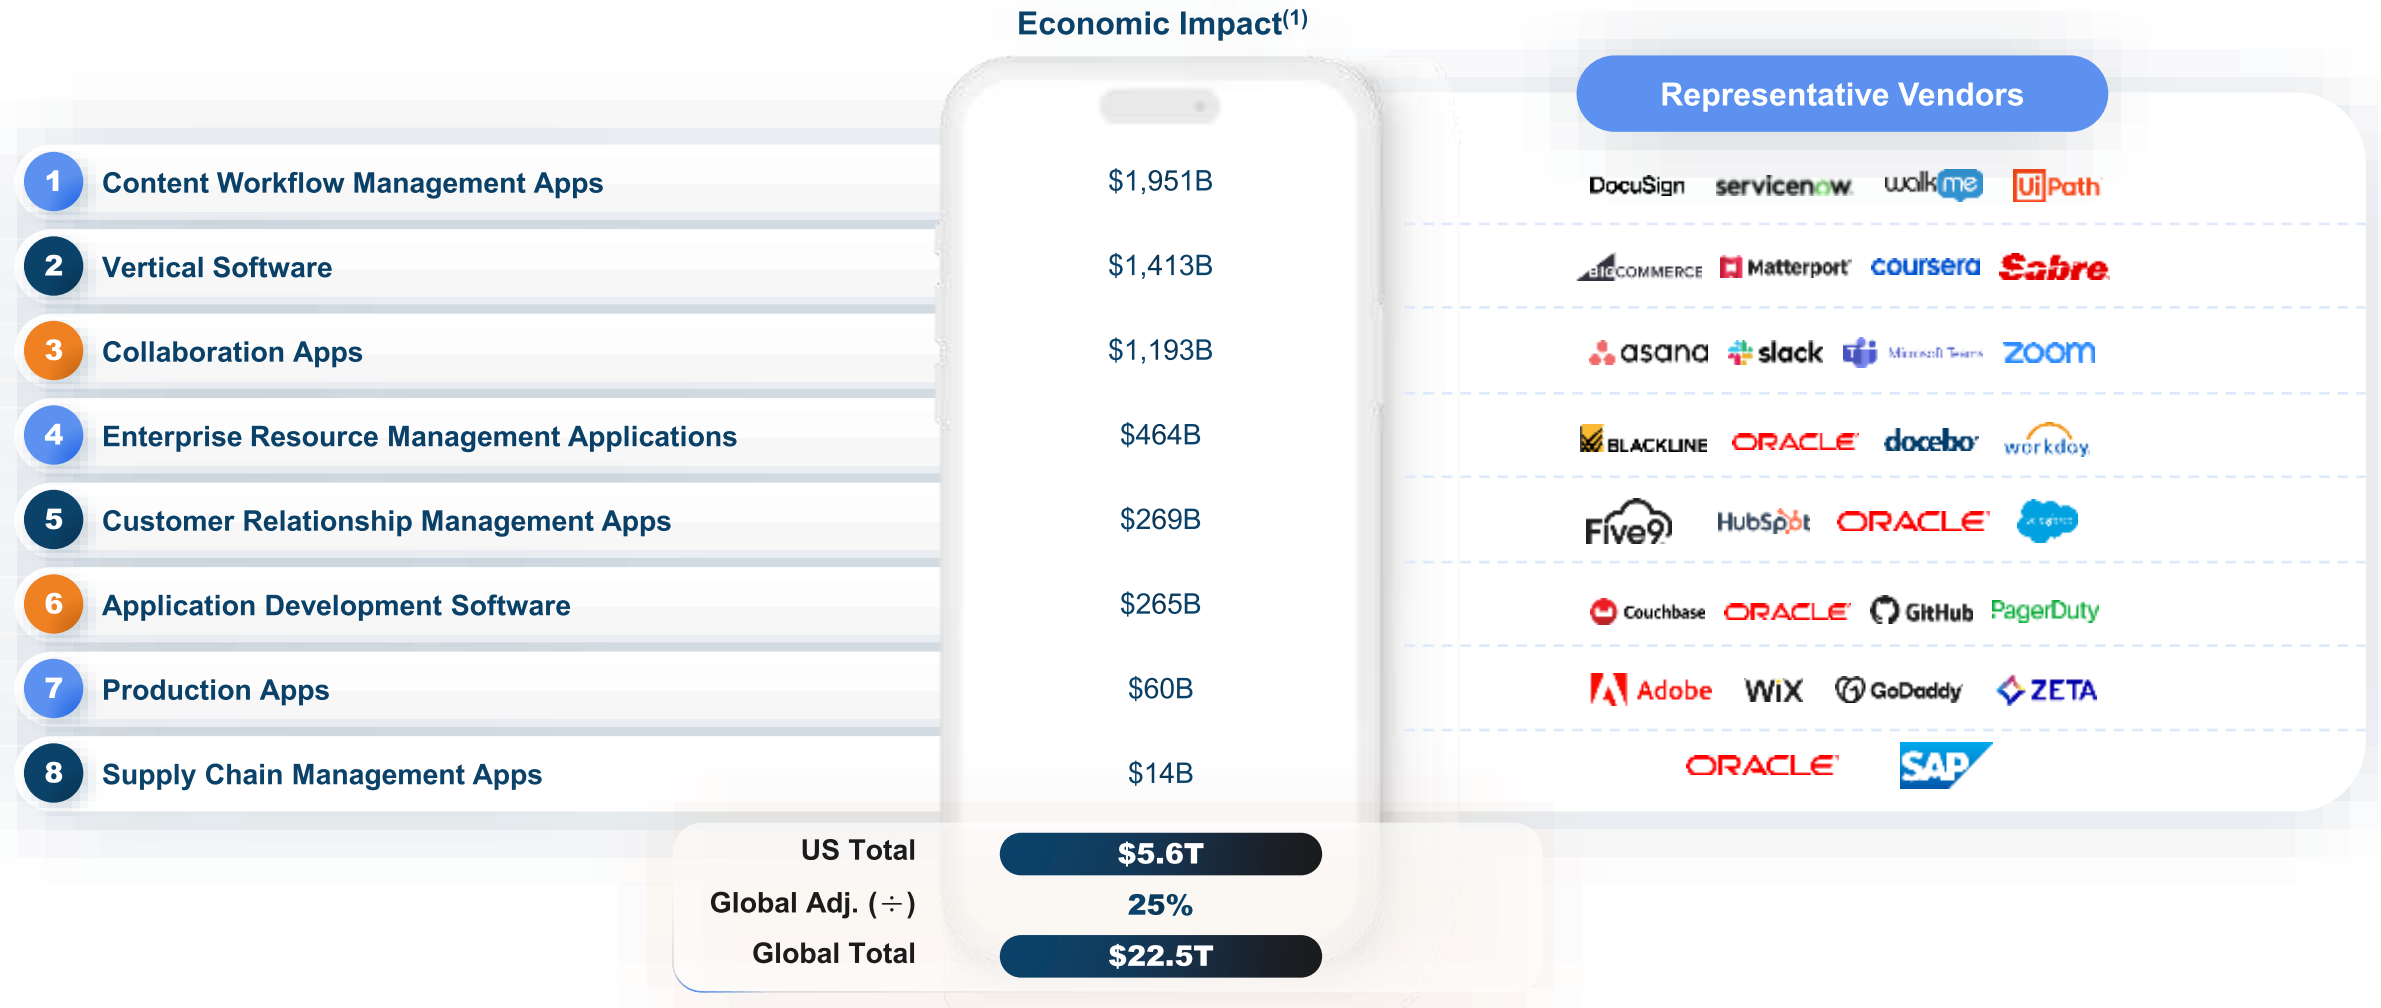 Economic Impact(1)
Representative Vendors
1 Content Workflow Management Apps $1,951B DocuSign servicenow walkme UiPath
2 Vertical Software $1,413B BIGCOMMERCE Matterport coursera Sabre
3 Collaboration Apps $1,193B asana slack Microsoft Teams zoom
4 Enterprise Resource Management Applications $464B BLACKLINE ORACLE docebo workday
5 Customer Relationship Management Apps $269B Five9 HubSpot ORACLE salesforce
6 Application Development Software $265B Couchbase ORACLE GitHub PagerDuty
7 Production Apps $60B Adobe WiX GoDaddy ZETA
8 Supply Chain Management Apps $14B ORACLE SAP
US Total $5.6T
Global Adj. (÷) 25%
Global Total $22.5T